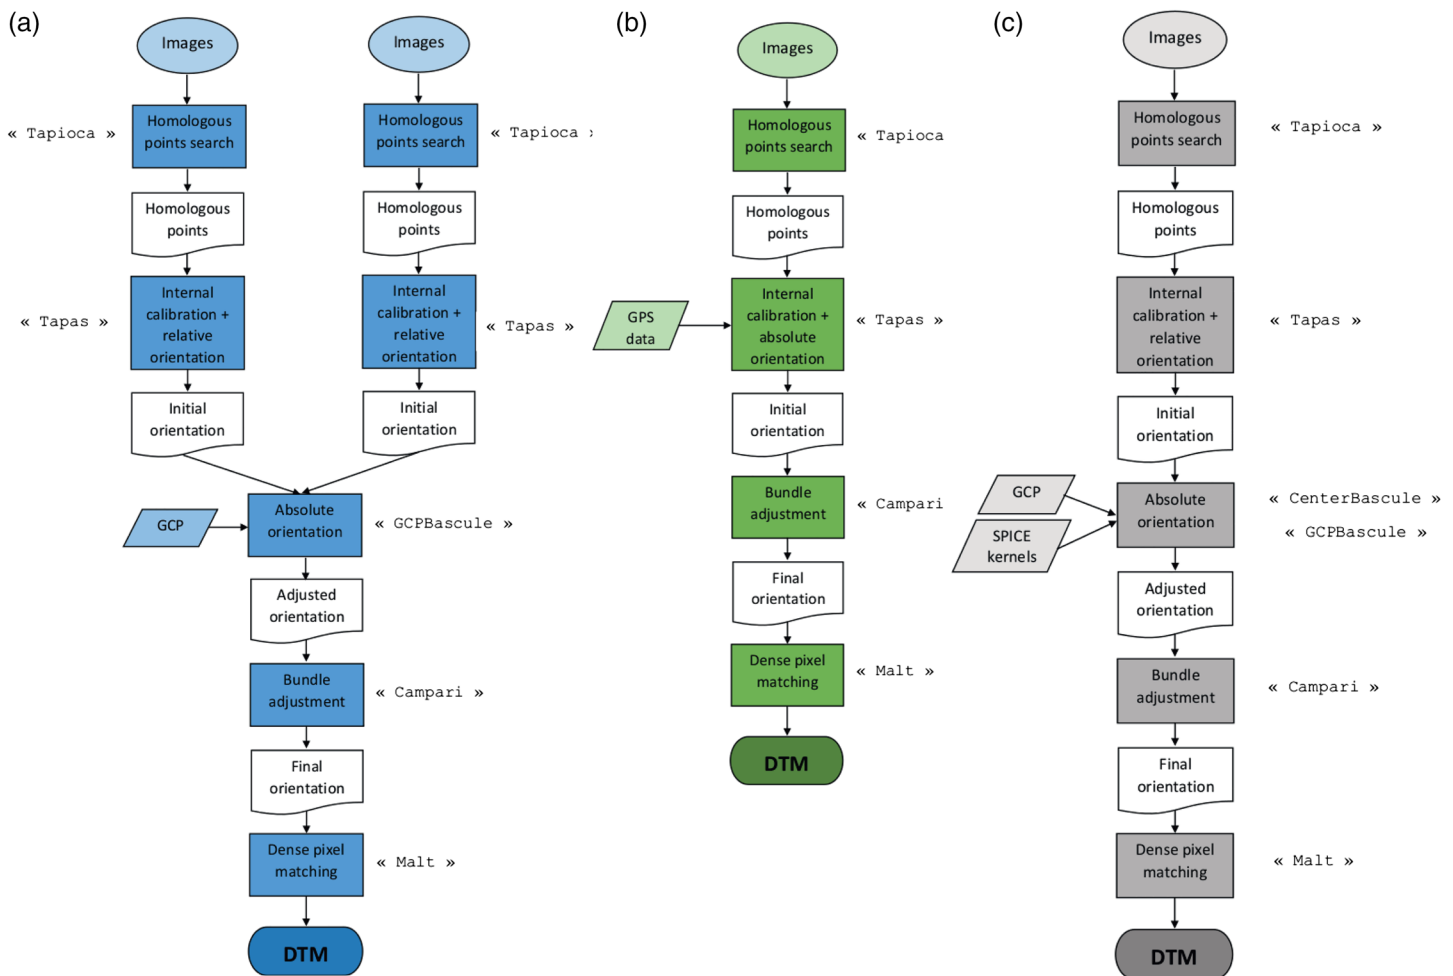 (a)
Images
Homologous
points search
« Tapioca »
Homologous
points
Internal
calibration +
relative
orientation
« Tapas »
Initial
orientation
Images
Homologous
points search
« Tapioca »
Homologous
points
Internal
calibration +
relative
orientation
« Tapas »
Initial
orientation
GCP
Absolute
orientation
« GCPBascule »
Adjusted
orientation
Bundle
adjustment
« Campari »
Final
orientation
Dense pixel
matching
« Malt »
DTM
(b)
Images
Homologous
points search
« Tapioca
Homologous
points
GPS
data
Internal
calibration +
absolute
orientation
« Tapas »
Initial
orientation
Bundle
adjustment
« Campari
Final
orientation
Dense pixel
matching
« Malt »
DTM
(c)
Images
Homologous
points search
« Tapioca »
Homologous
points
Internal
calibration +
relative
orientation
« Tapas »
Initial
orientation
GCP
SPICE
kernels
Absolute
orientation
« CenterBascule »
« GCPBascule »
Adjusted
orientation
Bundle
adjustment
« Campari »
Final
orientation
Dense pixel
matching
« Malt »
DTM